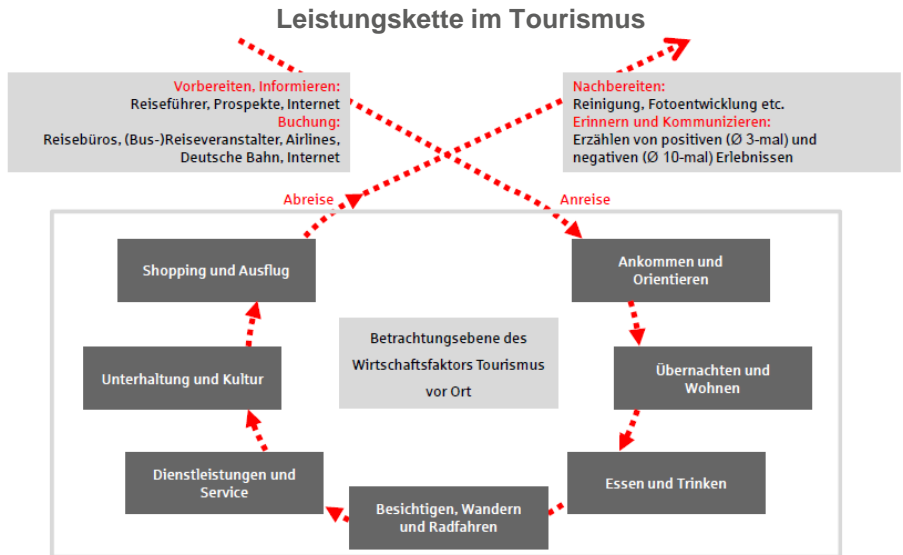 Leistungskette im Tourismus
Vorbereiten, Informieren:
Reiseführer, Prospekte, Internet
Buchung:
Reisebüros, (Bus-)Reiseveranstalter, Airlines,
Deutsche Bahn, Internet
Nachbereiten:
Reinigung, Fotoentwicklung etc.
Erinnern und Kommunizieren:
Erzählen von positiven (Ø 3-mal) und
negativen (Ø 10-mal) Erlebnissen
Abreise
Anreise
Ankommen und
Orientieren
Übernachten und
Wohnen
Essen und Trinken
Besichtigen, Wandern
und Radfahren
Dienstleistungen und
Service
Unterhaltung und Kultur
Shopping und Ausflug
Betrachtungsebene des
Wirtschaftsfaktors Tourismus
vor Ort